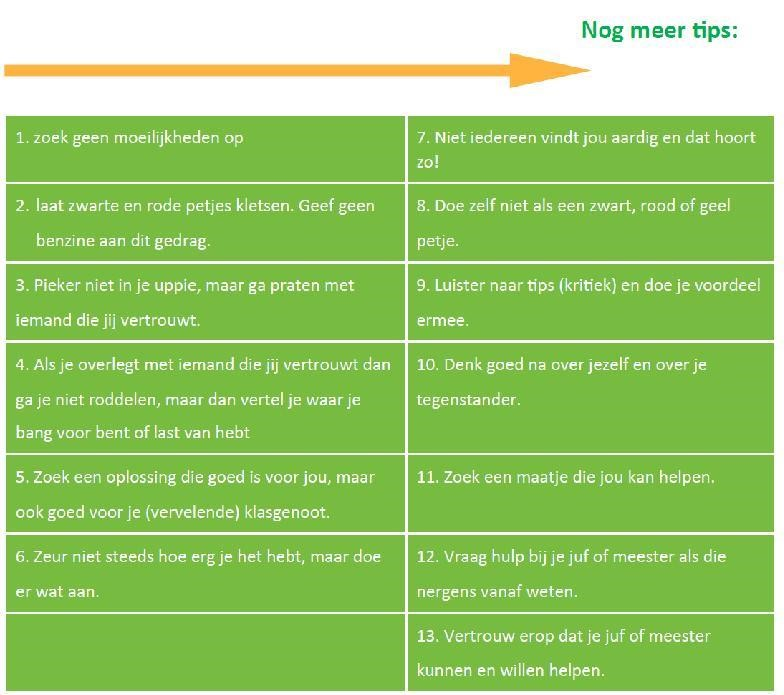 Nog meer tips:
1. zoek geen moeilijkheden op
2. laat zwarte en rode petjes kletsen. Geef geen
benzine aan dit gedrag.
3. Pieker niet in je uppie, maar ga praten met
iemand die jij vertrouwt.
4. Als je overlegt met iemand die jij vertrouwt dan
ga je niet roddelen, maar dan vertel je waar je
bang voor bent of last van hebt
5. Zoek een oplossing die goed is voor jou, maar
ook goed voor je (vervelende) klasgenoot.
6. Zeur niet steeds hoe erg je het hebt, maar doe
er wat aan.
7. Niet iedereen vindt jou aardig en dat hoort
zo!
8. Doe zelf niet als een zwart, rood of geel
petje.
9. Luister naar tips (kritiek) en doe je voordeel
ermee.
10. Denk goed na over jezelf en over je
tegenstander.
11. Zoek een maatje die jou kan helpen.
12. Vraag hulp bij je juf of meester als die
nergens vanaf weten.
13. Vertrouw erop dat je juf of meester
kunnen en willen helpen.